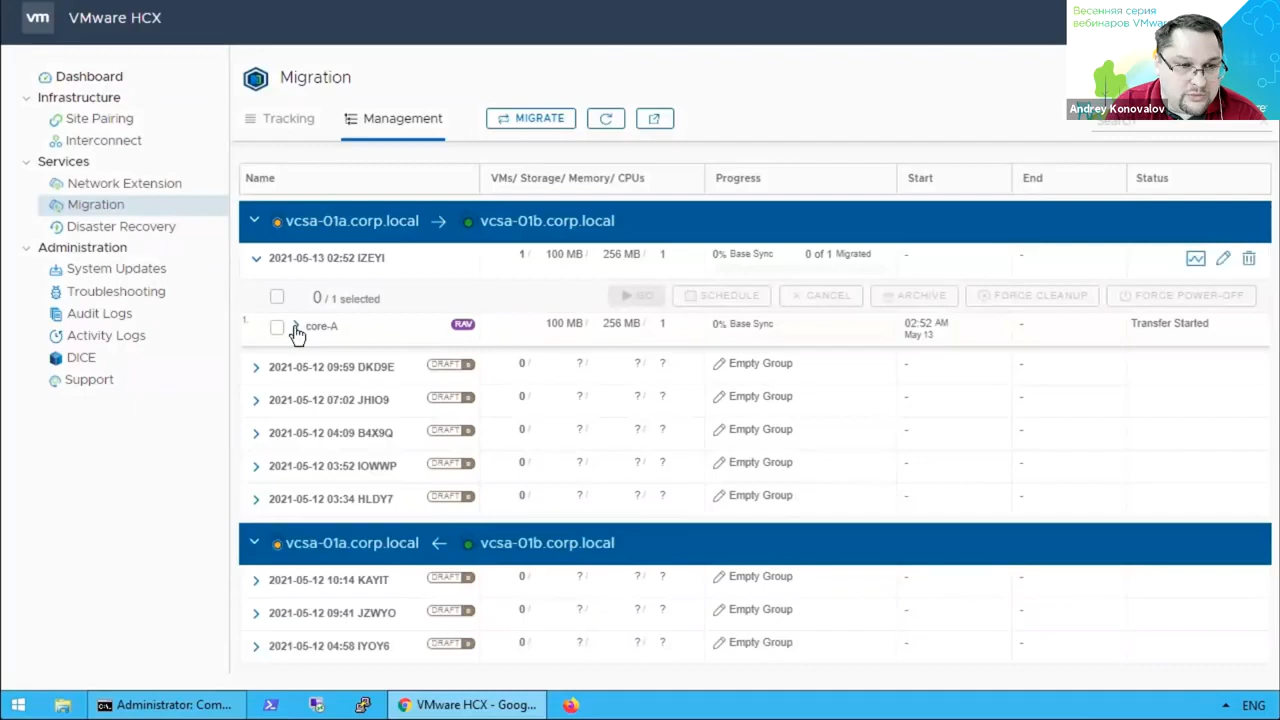 vm VMware HCX
Весенняя серия
вебинаров VMware
Andrey Konovalov
Dashboard
Infrastructure
Site Pairing
Interconnect
Services
Network Extension
Migration
Disaster Recovery
Administration
System Updates
Troubleshooting
Audit Logs
Activity Logs
DICE
Support
Migration
Tracking Management MIGRATE
Search
Name VMs/ Storage/ Memory/ CPUs Progress Start End Status
vcsa-01a.corp.local → vcsa-01b.corp.local
2021-05-13 02:52 IZEYI 1 / 100 MB / 256 MB / 1 0% Base Sync 0 of 1 Migrated - -
0 / 1 selected GO SCHEDULE CANCEL ARCHIVE FORCE CLEANUP FORCE POWER-OFF
1. core-A RAV 100 MB / 256 MB / 1 0% Base Sync 02:52 AM - Transfer Started
May 13
2021-05-12 09:59 DKD9E DRAFT 0 / ? / ? / ? Empty Group - -
2021-05-12 07:02 JHIO9 DRAFT 0 / ? / ? / ? Empty Group - -
2021-05-12 04:09 B4X9Q DRAFT 0 / ? / ? / ? Empty Group - -
2021-05-12 03:52 IOWWP DRAFT 0 / ? / ? / ? Empty Group - -
2021-05-12 03:34 HLDY7 DRAFT 0 / ? / ? / ? Empty Group - -
vcsa-01a.corp.local ← vcsa-01b.corp.local
2021-05-12 10:14 KAYIT DRAFT 0 / ? / ? / ? Empty Group - -
2021-05-12 09:41 JZWYO DRAFT 0 / ? / ? / ? Empty Group - -
2021-05-12 04:58 IYOY6 DRAFT 0 / ? / ? / ? Empty Group - -
Administrator: Com... VMware HCX - Goog... ENG